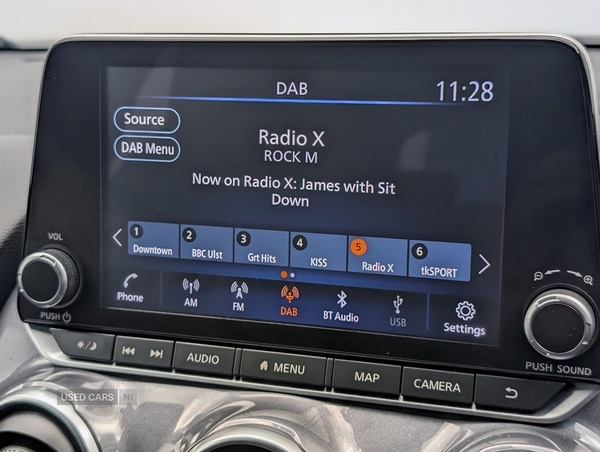 DAB
11:28
Source
DAB Menu
Radio X
ROCK M
Now on Radio X: James with Sit
Down
1 Downtown
2 BBC Ulst
3 Grt Hits
4 KISS
5 Radio X
6 tkSPORT
Phone
AM
FM
DAB
BT Audio
USB
Settings
VOL
PUSH
PUSH SOUND
AUDIO
MENU
MAP
CAMERA
USED CARS NI